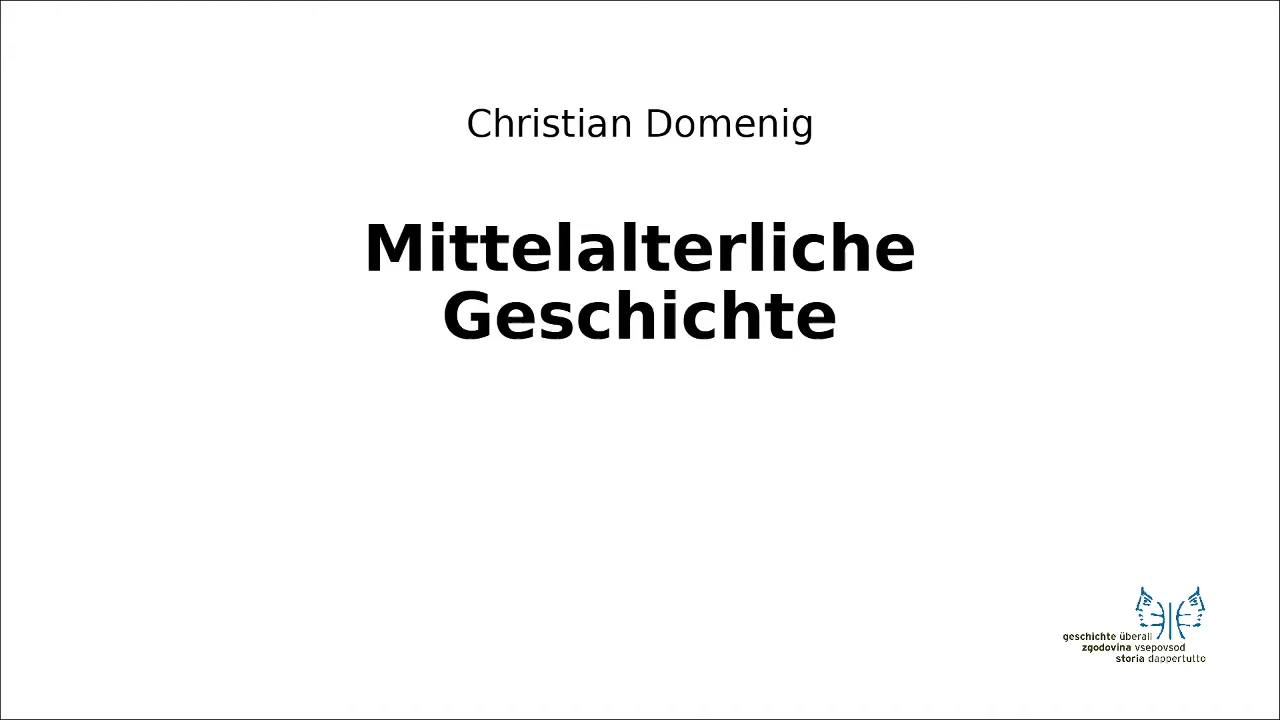 Christian Domenig
Mittelalterliche
Geschichte
geschichte überall
zgodovina vsepovsod
storia dappertutto